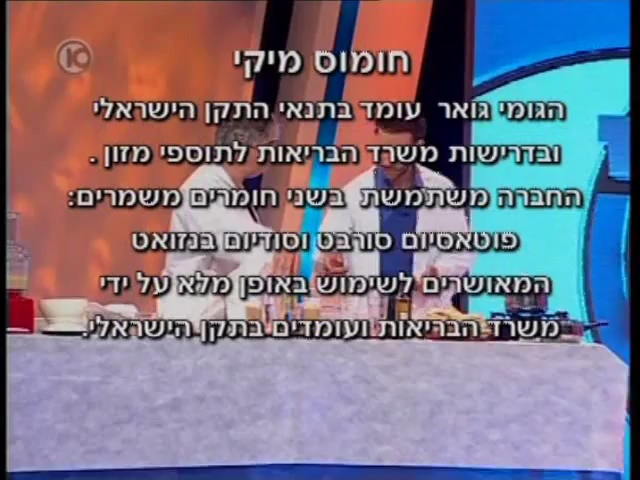 10
חומוס מיקי
הגומי גואר עומד בתנאי התקן הישראלי
ובדרישות משרד הבריאות לתוספי מזון .
החברה משתמשת בשני חומרים משמרים:
פוטאסיום סורבט וסודיום בנזואט
המאושרים לשימוש באופן מלא על ידי
משרד הבריאות ועומדים בתקן הישראלי.